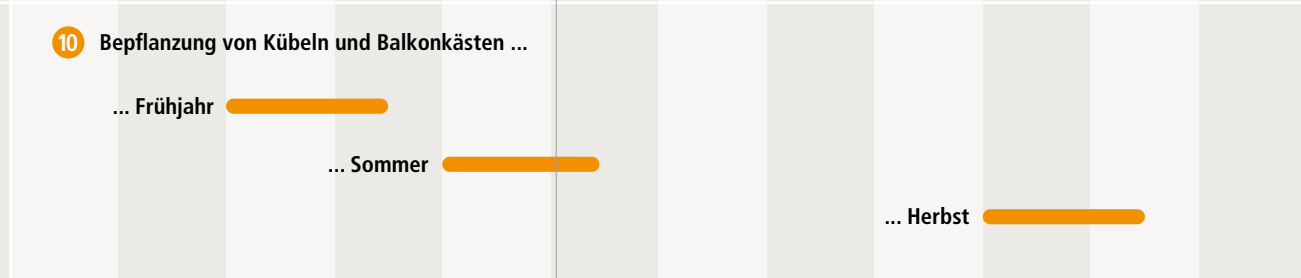 10 Bepflanzung von Kübeln und Balkonkästen ...
... Frühjahr
... Sommer
... Herbst